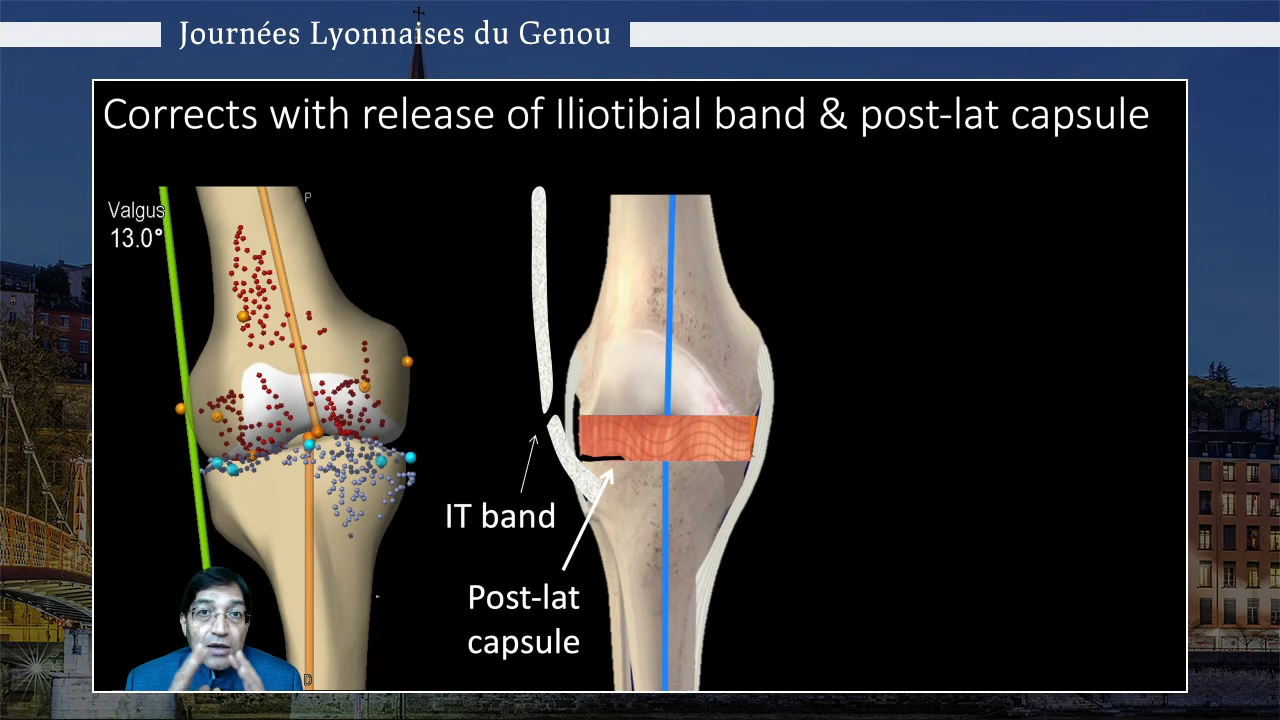 Journées Lyonnaises du Genou
Corrects with release of Iliotibial band & post-lat capsule
P
Valgus
13.0°
IT band
Post-lat
capsule
D